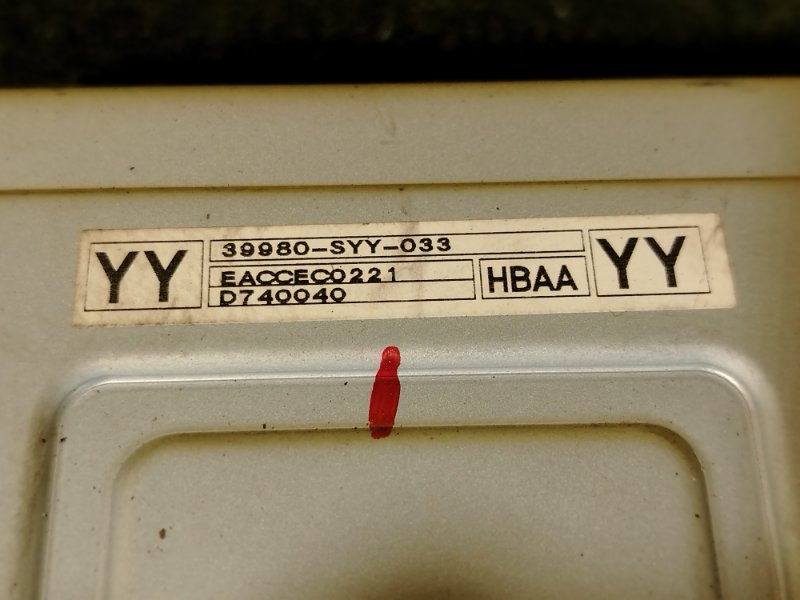 YY
39980-SYY-033
EACCEC0221
D740040
HBAA
YY